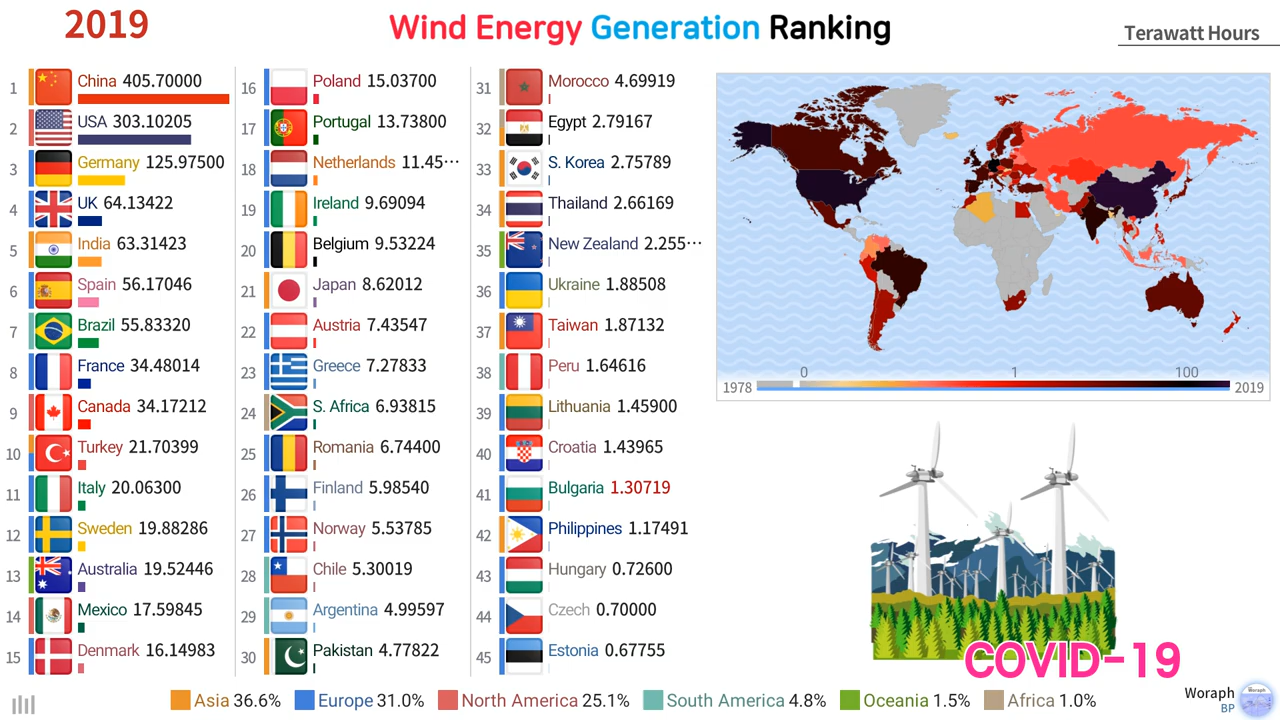 2019
Wind Energy Generation Ranking
Terawatt Hours
1 China 405.70000
2 USA 303.10205
3 Germany 125.97500
4 UK 64.13422
5 India 63.31423
6 Spain 56.17046
7 Brazil 55.83320
8 France 34.48014
9 Canada 34.17212
10 Turkey 21.70399
11 Italy 20.06300
12 Sweden 19.88286
13 Australia 19.52446
14 Mexico 17.59845
15 Denmark 16.14983
16 Poland 15.03700
17 Portugal 13.73800
18 Netherlands 11.45⋯
19 Ireland 9.69094
20 Belgium 9.53224
21 Japan 8.62012
22 Austria 7.43547
23 Greece 7.27833
24 S. Africa 6.93815
25 Romania 6.74400
26 Finland 5.98540
27 Norway 5.53785
28 Chile 5.30019
29 Argentina 4.99597
30 Pakistan 4.77822
31 Morocco 4.69919
32 Egypt 2.79167
33 S. Korea 2.75789
34 Thailand 2.66169
35 New Zealand 2.255⋯
36 Ukraine 1.88508
37 Taiwan 1.87132
38 Peru 1.64616
39 Lithuania 1.45900
40 Croatia 1.43965
41 Bulgaria 1.30719
42 Philippines 1.17491
43 Hungary 0.72600
44 Czech 0.70000
45 Estonia 0.67755
0 1 100
1978 2019
COVID-19
Asia 36.6% Europe 31.0% North America 25.1% South America 4.8% Oceania 1.5% Africa 1.0%
Woraph
BP
Woraph